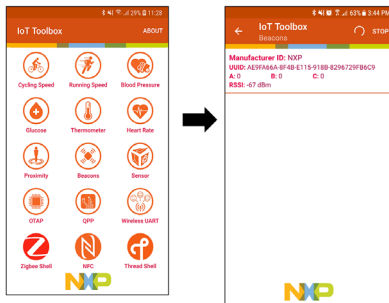 29% 11:28
IoT Toolbox ABOUT
Cycling Speed Running Speed Blood Pressure
Glucose Thermometer Heart Rate
Proximity Beacons Sensor
OTAP QPP Wireless UART
Zigbee Shell NFC Thread Shell
NXP
63% 3:44 PM
IoT Toolbox STOP
Beacons
Manufacturer ID: NXP
UUID: AE9FA66A-8F4B-E115-918B-8296729FB6C9
A: 0 B: 0 C: 0
RSSI: -67 dBm
NXP